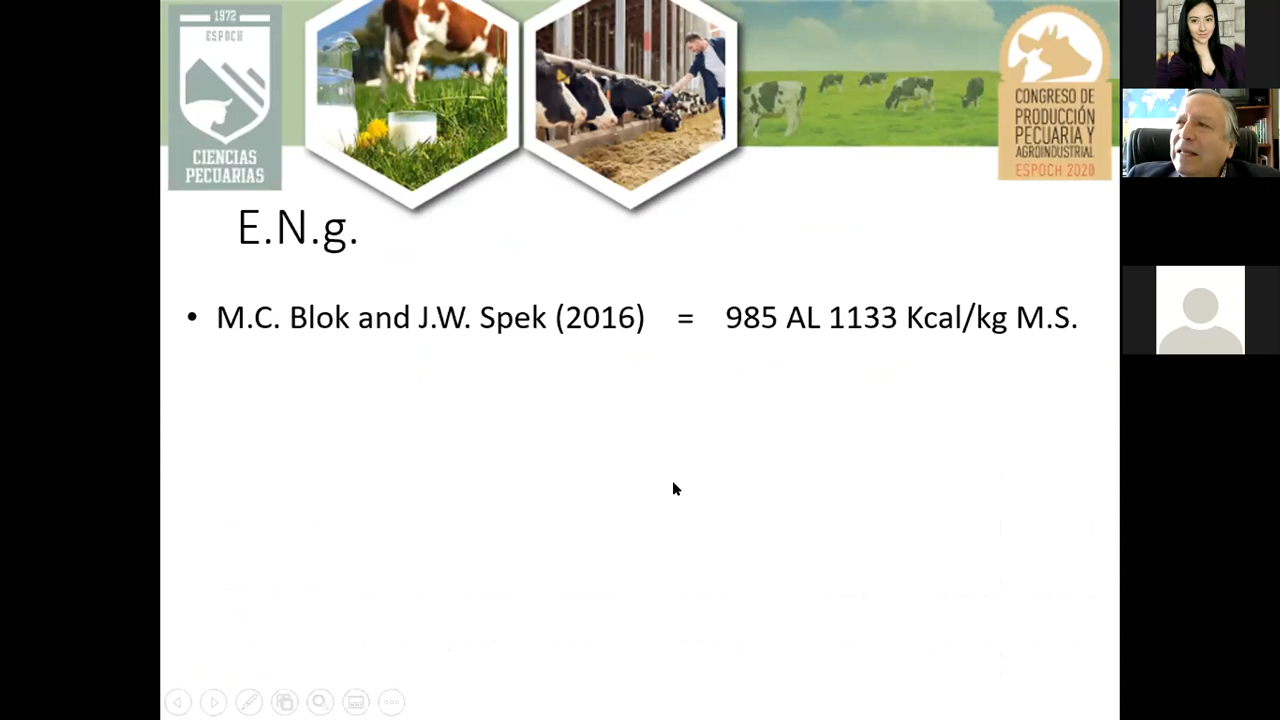 1972
ESPOCH
CIENCIAS
PECUARIAS
CONGRESO DE
PRODUCCIÓN
PECUARIA Y
AGROINDUSTRIAL
ESPOCH 2020
E.N.g.
• M.C. Blok and J.W. Spek (2016) = 985 AL 1133 Kcal/kg M.S.